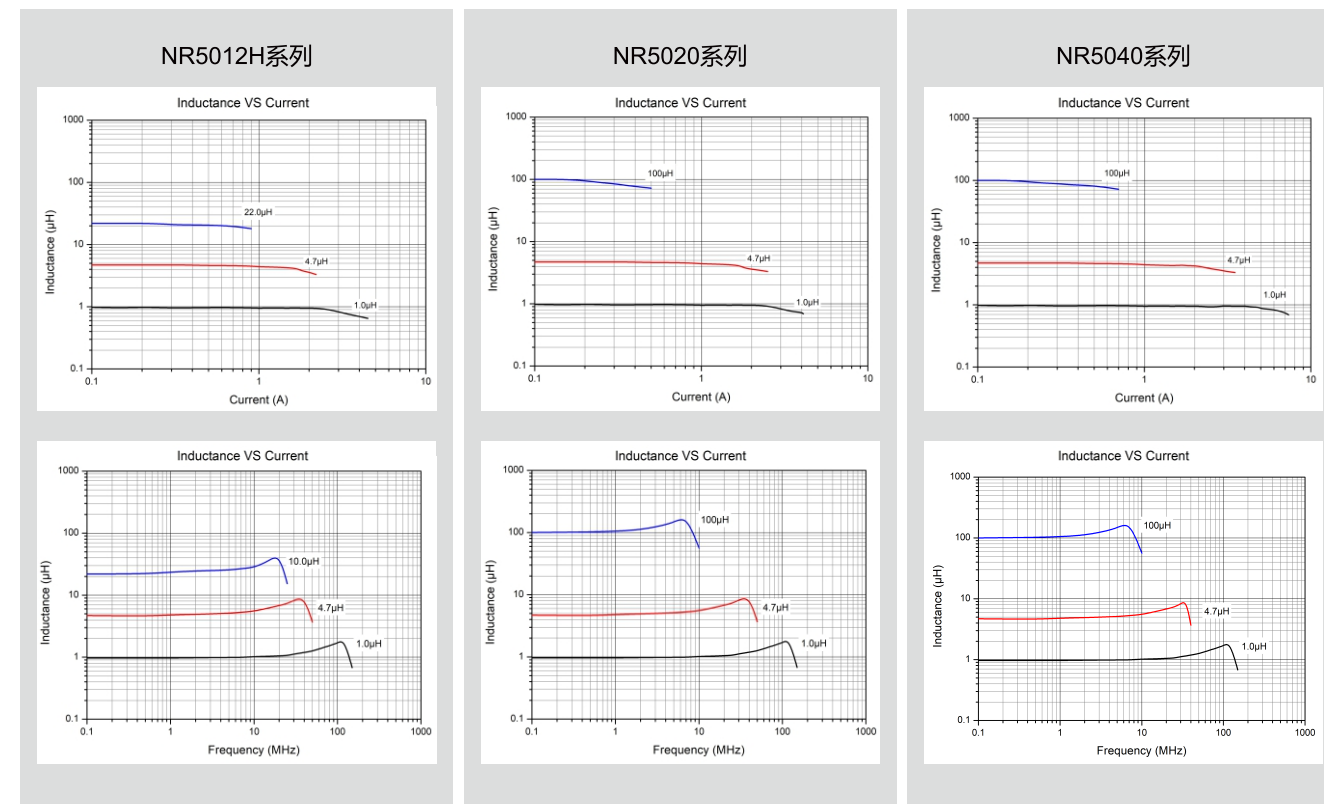 NR5012H系列
Inductance VS Current
1000
100
10
1
0.1
Inductance (µH)
22.0µH
4.7µH
1.0µH
0.1
1
10
Current (A)
Inductance VS Current
1000
100
10
1
0.1
Inductance (µH)
10.0µH
4.7µH
1.0µH
0.1
1
10
100
1000
Frequency (MHz)
NR5020系列
Inductance VS Current
1000
100
10
1
0.1
Inductance (µH)
100µH
4.7µH
1.0µH
0.1
1
10
Current (A)
Inductance VS Current
1000
100
10
1
0.1
Inductance (µH)
100µH
4.7µH
1.0µH
0.1
1
10
100
1000
Frequency (MHz)
NR5040系列
Inductance VS Current
1000
100
10
1
0.1
Inductance (µH)
100µH
4.7µH
1.0µH
0.1
1
10
Current (A)
Inductance VS Current
1000
100
10
1
0.1
Inductance (µH)
100µH
4.7µH
1.0µH
0.1
1
10
100
1000
Frequency (MHz)